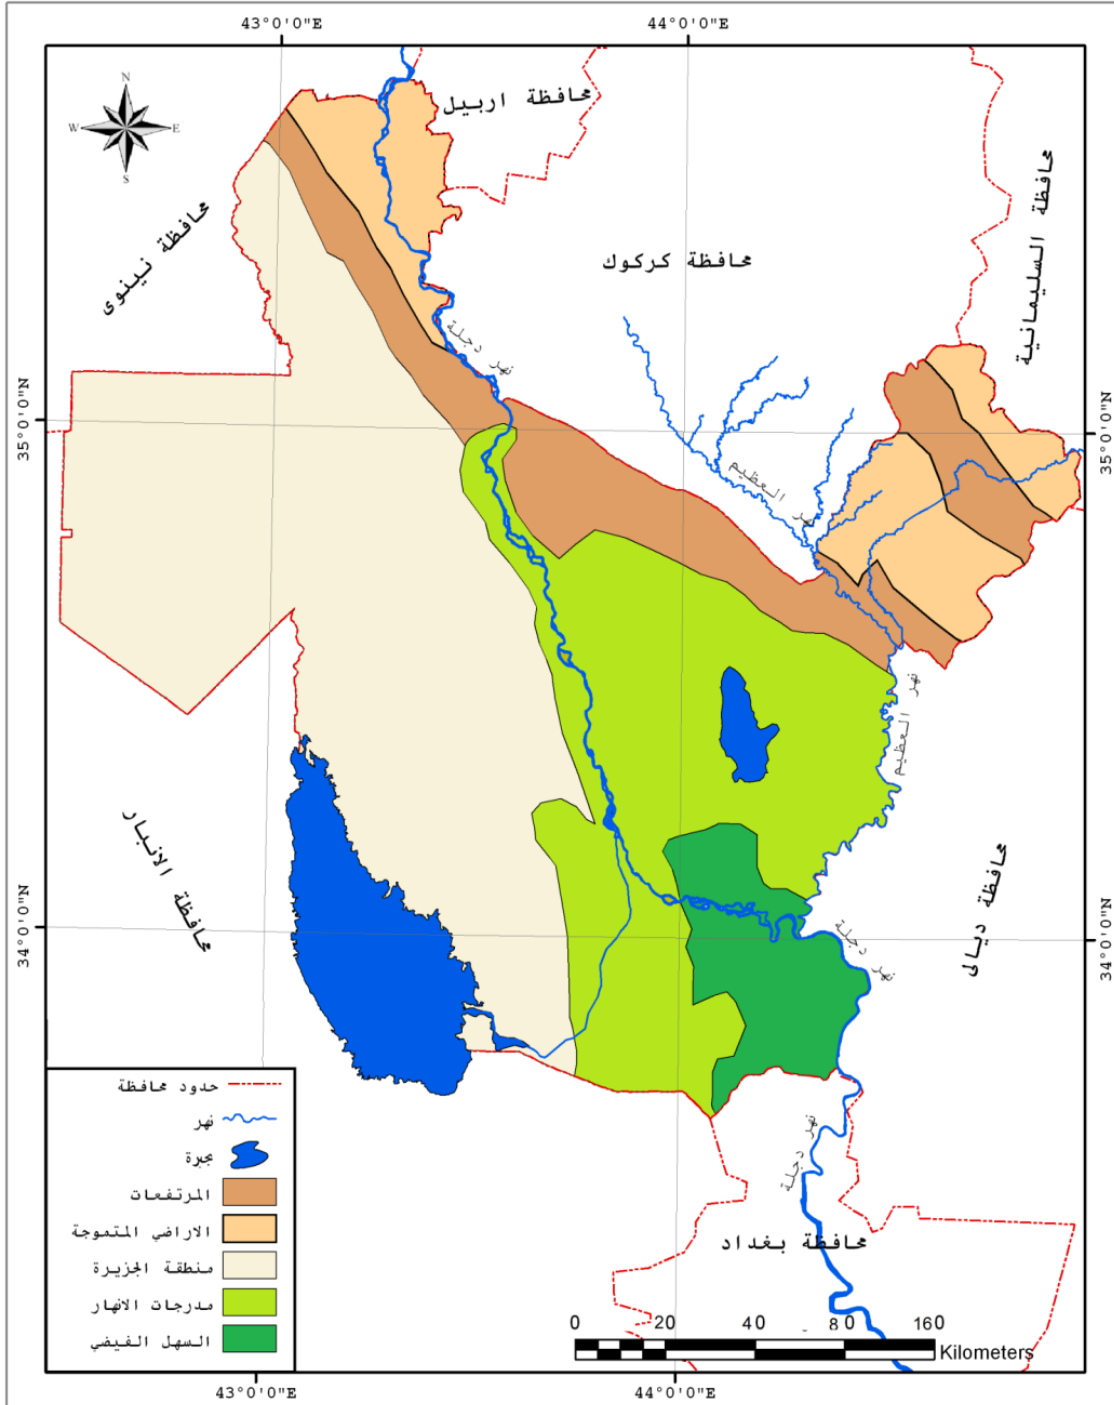 43°0'0"E
44°0'0"E
محافظة اربيل
N
W
E
S
محافظة السليمانية
محافظة نينوى
محافظة كركوك
نهر دجلة
35°0'0"N
35°0'0"N
نهر العظيم
نهر العظيم
محافظة الانبار
محافظة ديالى
34°0'0"N
34°0'0"N
نهر دجلة
حدود محافظة
نهر
بحيرة
المرتفعات
الاراضي المتموجة
منطقة الجزيرة
مدرجات الانهار
السهل الفيضي
نهر دجلة
محافظة بغداد
0 20 40 80 160
Kilometers
43°0'0"E
44°0'0"E